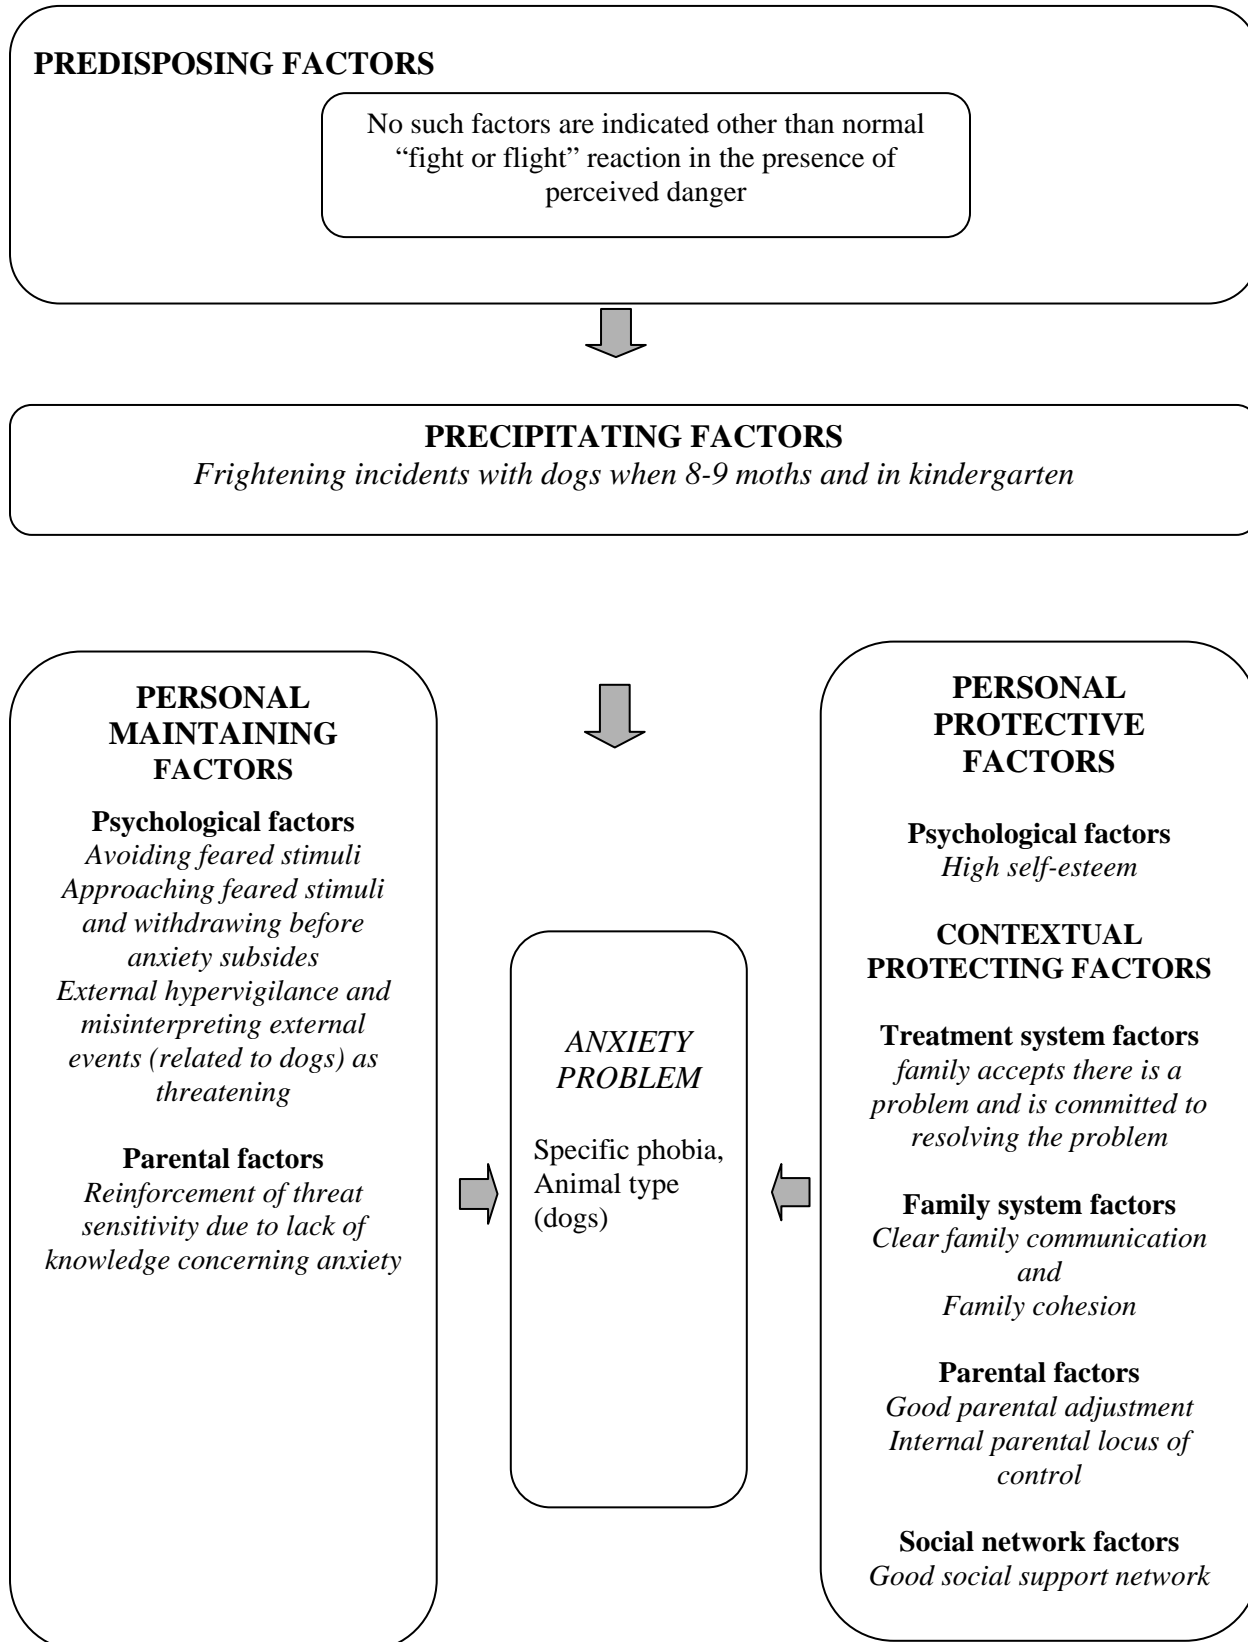 PREDISPOSING FACTORS
No such factors are indicated other than normal
“fight or flight” reaction in the presence of
perceived danger
PRECIPITATING FACTORS
Frightening incidents with dogs when 8-9 moths and in kindergarten
PERSONAL
MAINTAINING
FACTORS
Psychological factors
Avoiding feared stimuli
Approaching feared stimuli
and withdrawing before
anxiety subsides
External hypervigilance and
misinterpreting external
events (related to dogs) as
threatening
Parental factors
Reinforcement of threat
sensitivity due to lack of
knowledge concerning anxiety
ANXIETY
PROBLEM
Specific phobia,
Animal type
(dogs)
PERSONAL
PROTECTIVE
FACTORS
Psychological factors
High self-esteem
CONTEXTUAL
PROTECTING FACTORS
Treatment system factors
family accepts there is a
problem and is committed to
resolving the problem
Family system factors
Clear family communication
and
Family cohesion
Parental factors
Good parental adjustment
Internal parental locus of
control
Social network factors
Good social support network